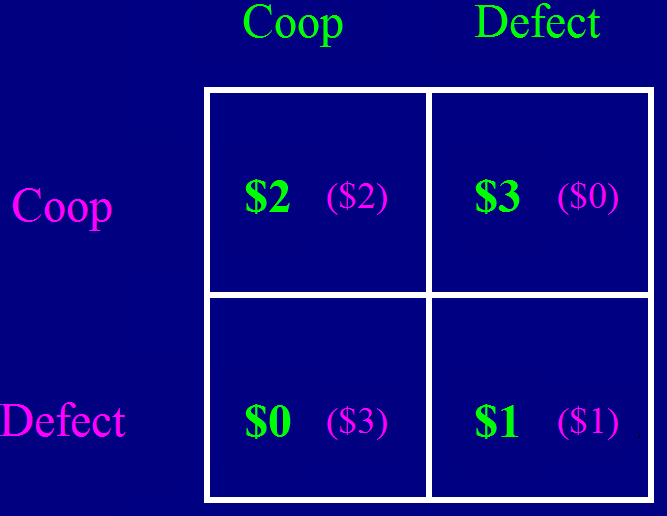 Coop Defect
Coop $2 ($2) $3 ($0)
Defect $0 ($3) $1 ($1)